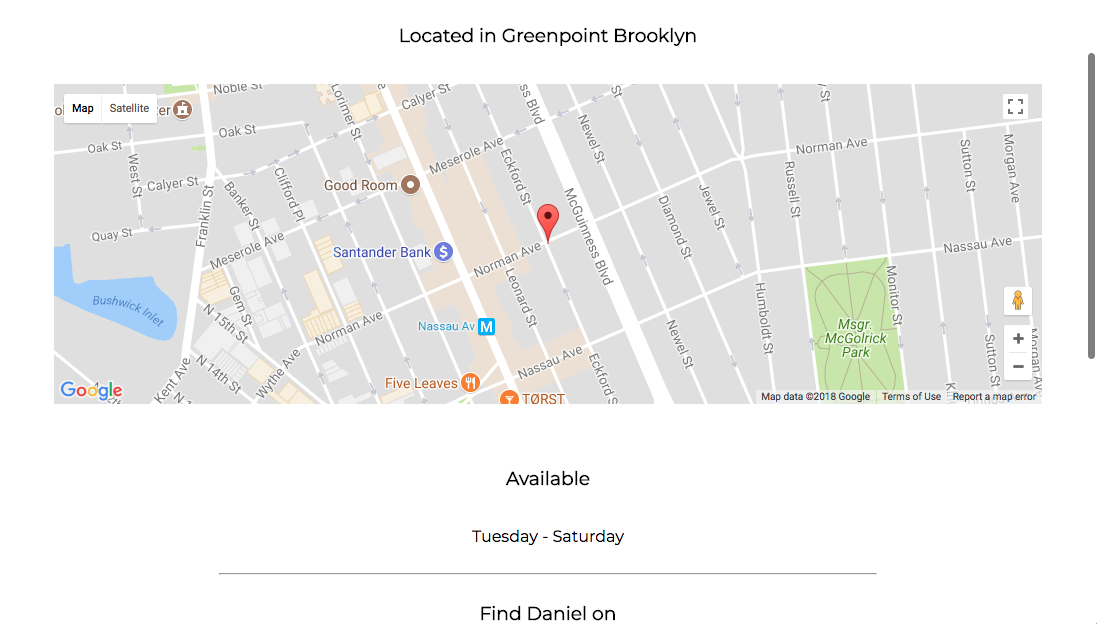 Located in Greenpoint Brooklyn
Map
Satellite
Noble St
Lorimer St
Calyer St
McGuinness Blvd
Newel St
Oak St
Oak St
West St
Calyer St
Clifford Pl
Banker St
Franklin St
Meserole Ave
Eckford St
Good Room
Norman Ave
Russell St
Sutton St
Morgan Ave
Jewel St
Diamond St
Quay St
Meserole Ave
Santander Bank
Norman Ave
Nassau Ave
Leonard St
Gem St
Bushwick Inlet
N 15th St
Norman Ave
Nassau Av
M
Humboldt St
Monitor St
Msgr.
McGolrick
Park
Newel St
Sutton St
Morgan Ave
N 14th St
Wythe Ave
Kent Ave
Nassau Ave
Eckford St
Five Leaves
TØRST
Google
Map data ©2018 Google
Terms of Use
Report a map error
Available
Tuesday - Saturday
Find Daniel on